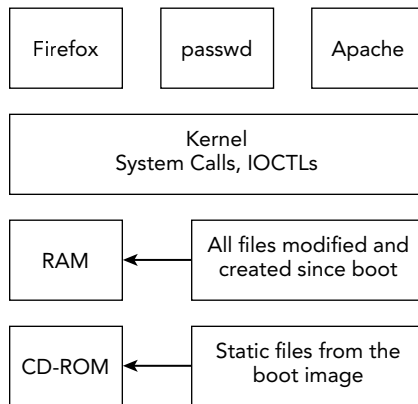 Firefox
passwd
Apache
Kernel
System Calls, IOCTLs
RAM
All files modified and
created since boot
CD-ROM
Static files from the
boot image